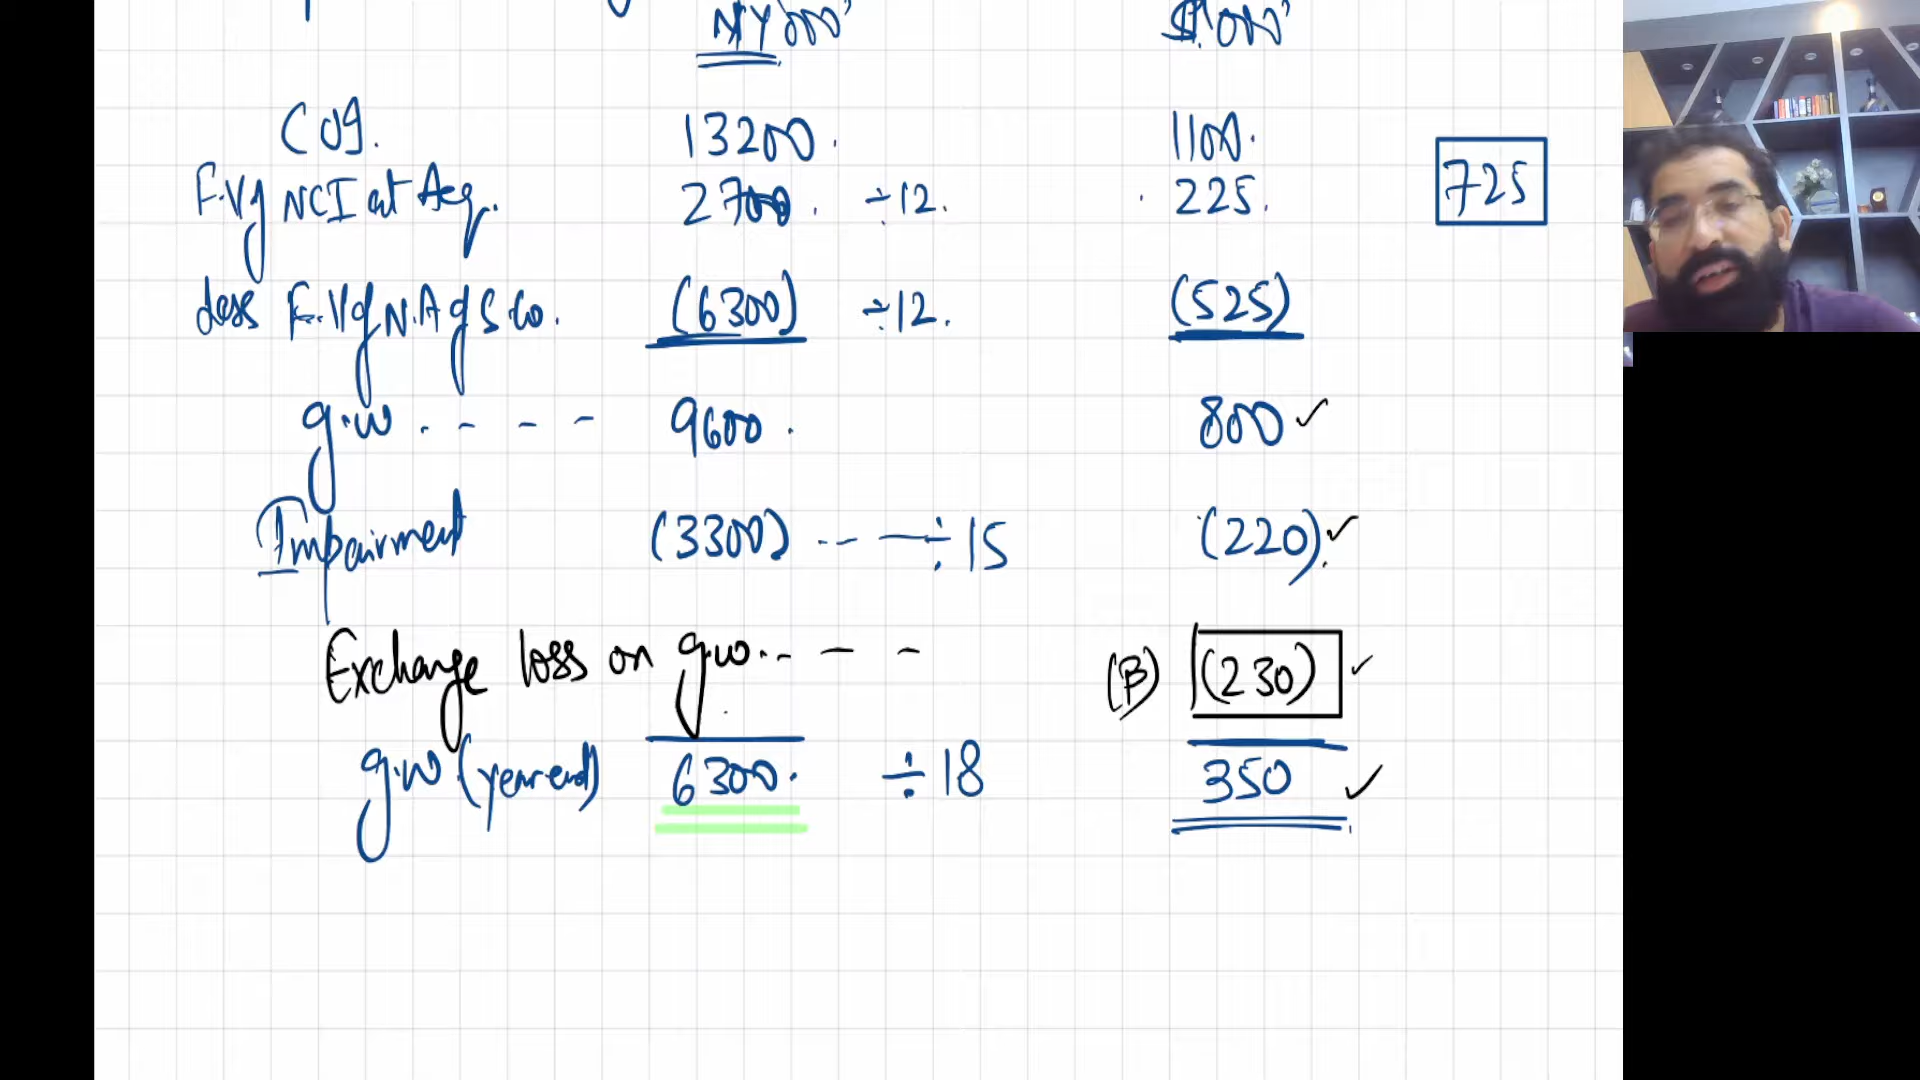 NY'000' $'000'
COI. 13200. 1100.
F.V of NCI at Acq. 2700. ÷12. 225. 725
Less F.V of N.A of S.Co. (6300) ÷12. (525)
g.w . - - - 9600. 800 ✓
Impairment (3300) -- — ÷ 15 (220). ✓
Exchange loss on g.w.. - - (B) (230) ✓
g.w (year end) 6300. ÷ 18 350 ✓